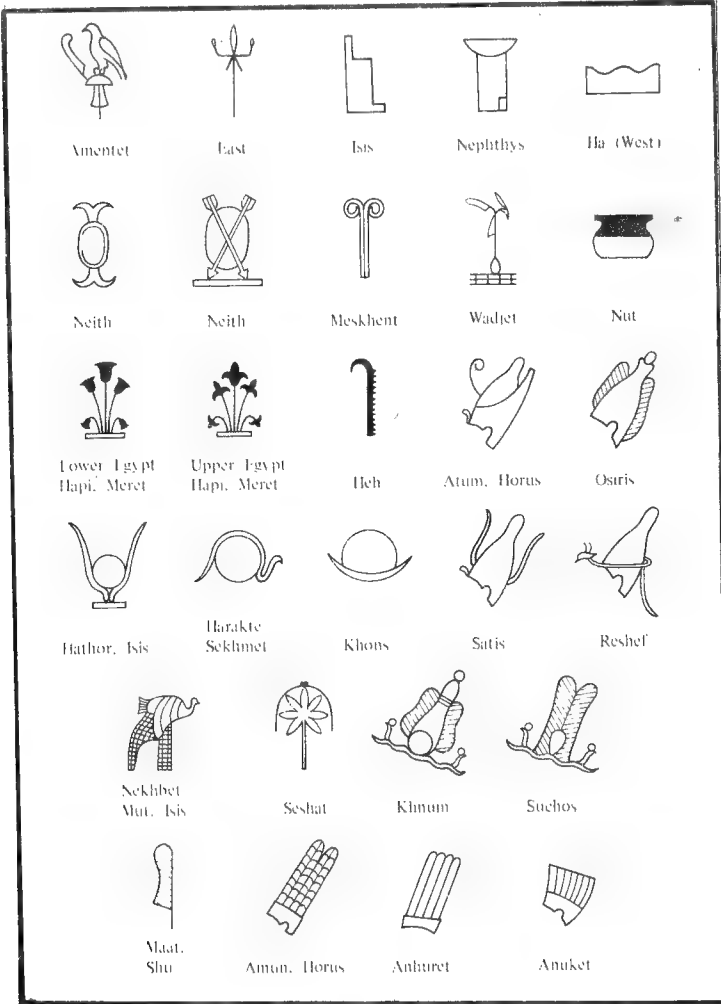 Amentet
East
Isis
Nephthys
Ha (West)
Neith
Neith
Meskhent
Wadjet
Nut
Lower Egypt
Hapi, Meret
Upper Egypt
Hapi, Meret
Heh
Atum, Horus
Osiris
Hathor, Isis
Harakte
Sekhmet
Khons
Satis
Reshef
Nekhbet
Mut, Isis
Seshat
Khnum
Suchos
Maat,
Shu
Amun, Horus
Anhuret
Anuket